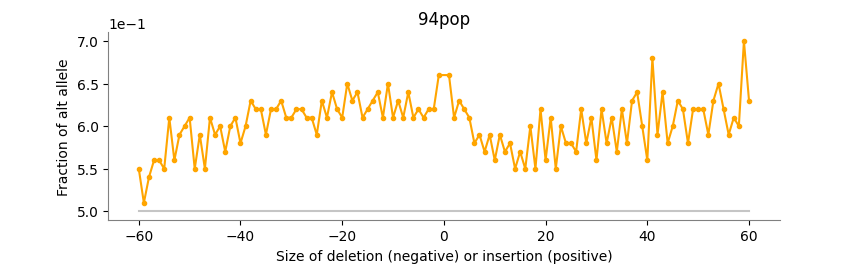 94pop
1e−1
7.0
6.5
6.0
5.5
5.0
Fraction of alt allele
−60 −40 −20 0 20 40 60
Size of deletion (negative) or insertion (positive)